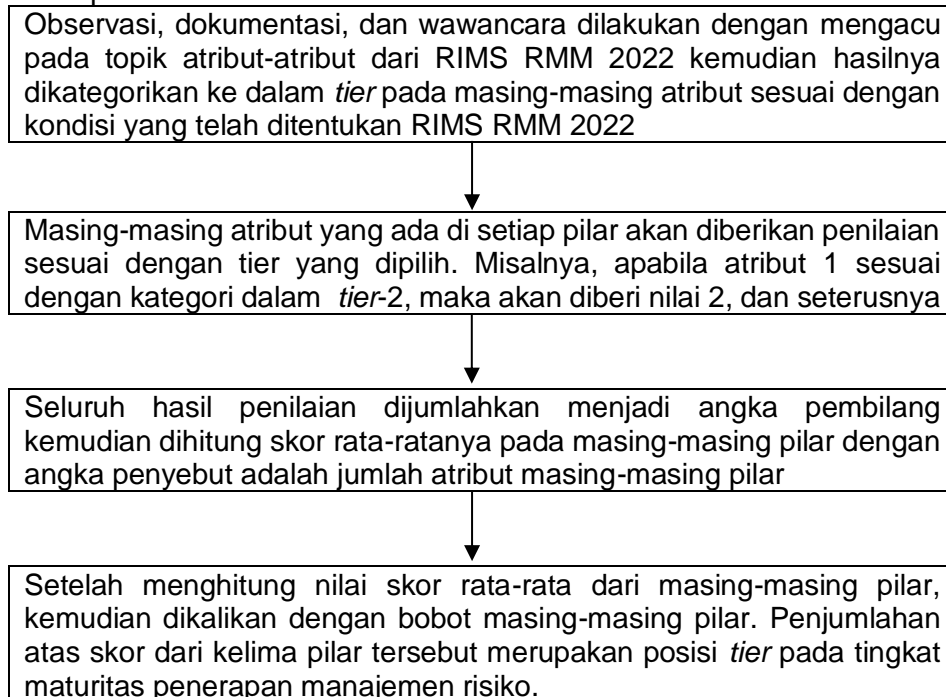 Observasi, dokumentasi, dan wawancara dilakukan dengan mengacu
pada topik atribut-atribut dari RIMS RMM 2022 kemudian hasilnya
dikategorikan ke dalam tier pada masing-masing atribut sesuai dengan
kondisi yang telah ditentukan RIMS RMM 2022
Masing-masing atribut yang ada di setiap pilar akan diberikan penilaian
sesuai dengan tier yang dipilih. Misalnya, apabila atribut 1 sesuai
dengan kategori dalam tier-2, maka akan diberi nilai 2, dan seterusnya
Seluruh hasil penilaian dijumlahkan menjadi angka pembilang
kemudian dihitung skor rata-ratanya pada masing-masing pilar dengan
angka penyebut adalah jumlah atribut masing-masing pilar
Setelah menghitung nilai skor rata-rata dari masing-masing pilar,
kemudian dikalikan dengan bobot masing-masing pilar. Penjumlahan
atas skor dari kelima pilar tersebut merupakan posisi tier pada tingkat
maturitas penerapan manajemen risiko.